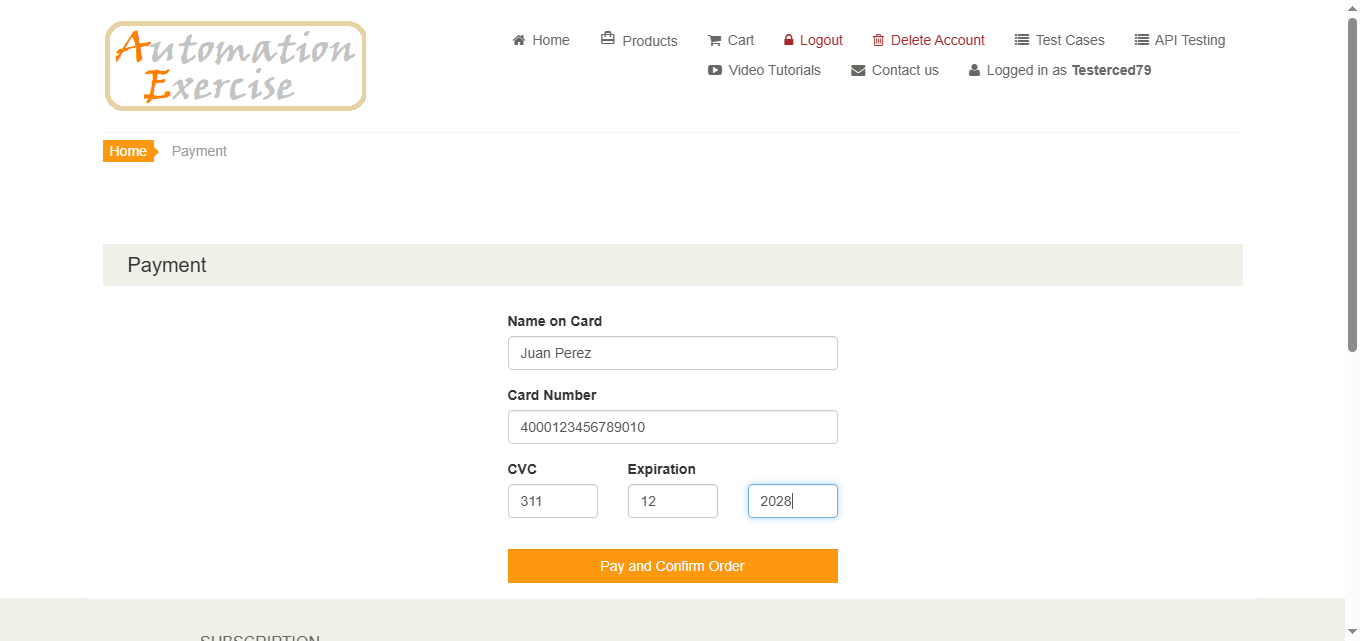 Automation
Exercise
Home Products Cart Logout Delete Account Test Cases API Testing
Video Tutorials Contact us Logged in as Testerced79
Home Payment
Payment
Name on Card
Juan Perez
Card Number
4000123456789010
CVC Expiration
311 12 2028
Pay and Confirm Order
SUBSCRIPTION